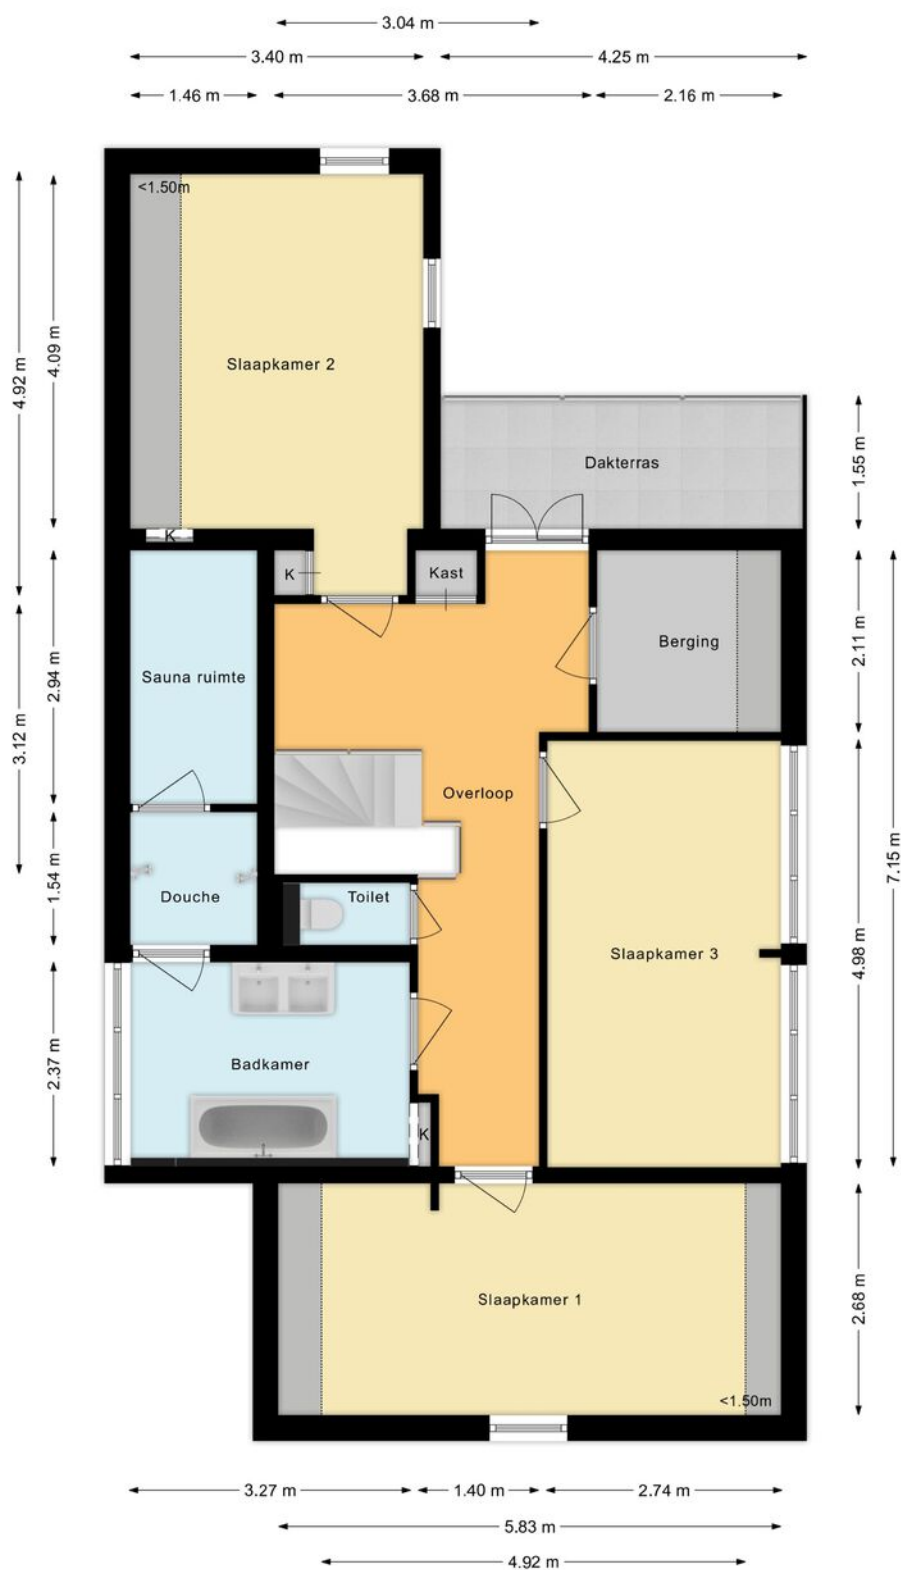 3.04 m
3.40 m
4.25 m
1.46 m
3.68 m
2.16 m
<1.50m
4.92 m
4.09 m
Slaapkamer 2
Dakterras
1.55 m
K
K
Kast
Berging
2.11 m
Sauna ruimte
2.94 m
3.12 m
Overloop
7.15 m
1.54 m
Douche
Toilet
Slaapkamer 3
4.98 m
2.37 m
Badkamer
K
Slaapkamer 1
2.68 m
<1.50m
3.27 m
1.40 m
2.74 m
5.83 m
4.92 m